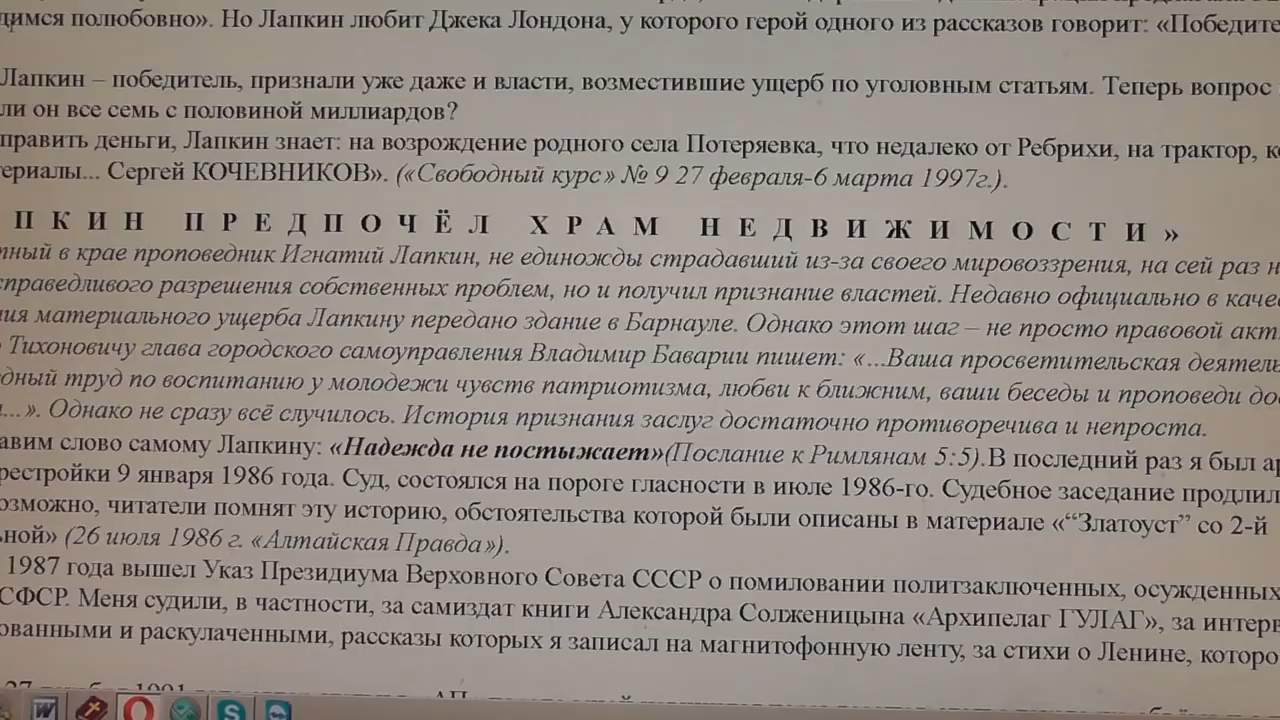 димся полюбовно». Но Лапкин любит Джека Лондона, у которого герой одного из рассказов говорит: «Победите
Лапкин – победитель, признали уже даже и власти, возместившие ущерб по уголовным статьям. Теперь вопрос
ли он все семь с половиной миллиардов?
править деньги, Лапкин знает: на возрождение родного села Потеряевка, что недалеко от Ребрихи, на трактор, к
ериалы... Сергей КОЧЕВНИКОВ». («Свободный курс» № 9 27 февраля-6 марта 1997г.).
ПКИН ПРЕДПОЧЁЛ ХРАМ НЕДВИЖИМОСТИ»
ный в крае проповедник Игнатий Лапкин, не единожды страдавший из-за своего мировоззрения, на сей раз н
справедливого разрешения собственных проблем, но и получил признание властей. Недавно официально в каче
ия материального ущерба Лапкину передано здание в Барнауле. Однако этот шаг – не просто правовой акт
Тихоновичу глава городского самоуправления Владимир Баварии пишет: «...Ваша просветительская деятель
дный труд по воспитанию у молодежи чувств патриотизма, любви к ближним, ваши беседы и проповеди до
...». Однако не сразу всё случилось. История признания заслуг достаточно противоречива и непроста.
авим слово самому Лапкину: «Надежда не постыжает»(Послание к Римлянам 5:5).В последний раз я был ар
рестройки 9 января 1986 года. Суд, состоялся на пороге гласности в июле 1986-го. Судебное заседание продлил
озможно, читатели помнят эту историю, обстоятельства которой были описаны в материале «“Златоуст” со 2-й
ьной» (26 июля 1986 г. «Алтайская Правда»).
1987 года вышел Указ Президиума Верховного Совета СССР о помиловании политзаключенных, осужденных
СФСР. Меня судили, в частности, за самиздат книги Александра Солженицына «Архипелаг ГУЛАГ», за интерв
ованными и раскулаченными, рассказы которых я записал на магнитофонную ленту, за стихи о Ленине, которо